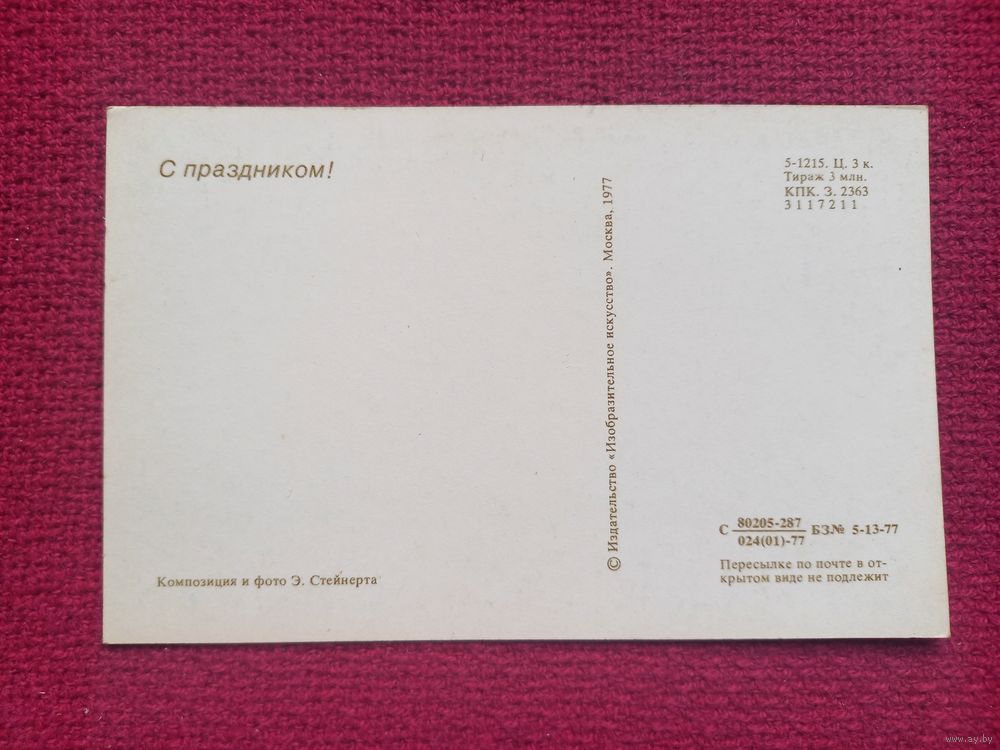 С праздником!
5-1215. Ц. 3 к.
Тираж 3 млн.
КПК. З. 2363
3117211
© Издательство «Изобразительное искусство». Москва, 1977
С 80205-287 БЗ№ 5-13-77
024(01)-77
Пересылке по почте в от-
крытом виде не подлежит
Композиция и фото Э. Стейнерта
www.ay.by